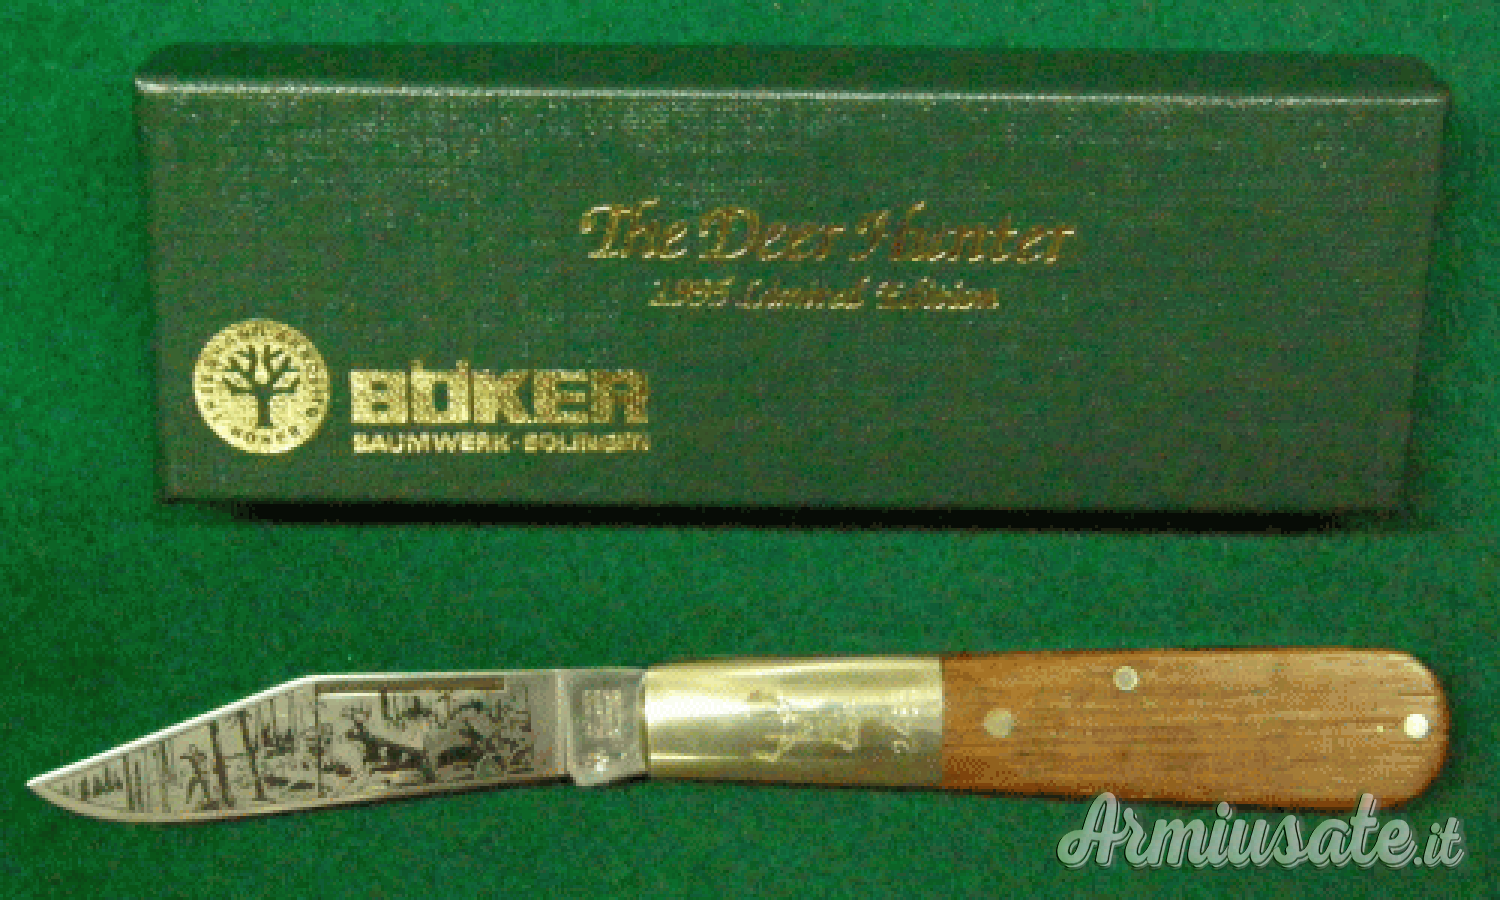 The Deer Hunter
1995 Limited Edition
BÖKER
BAUMWERK · SOLINGEN
Armiusate.it